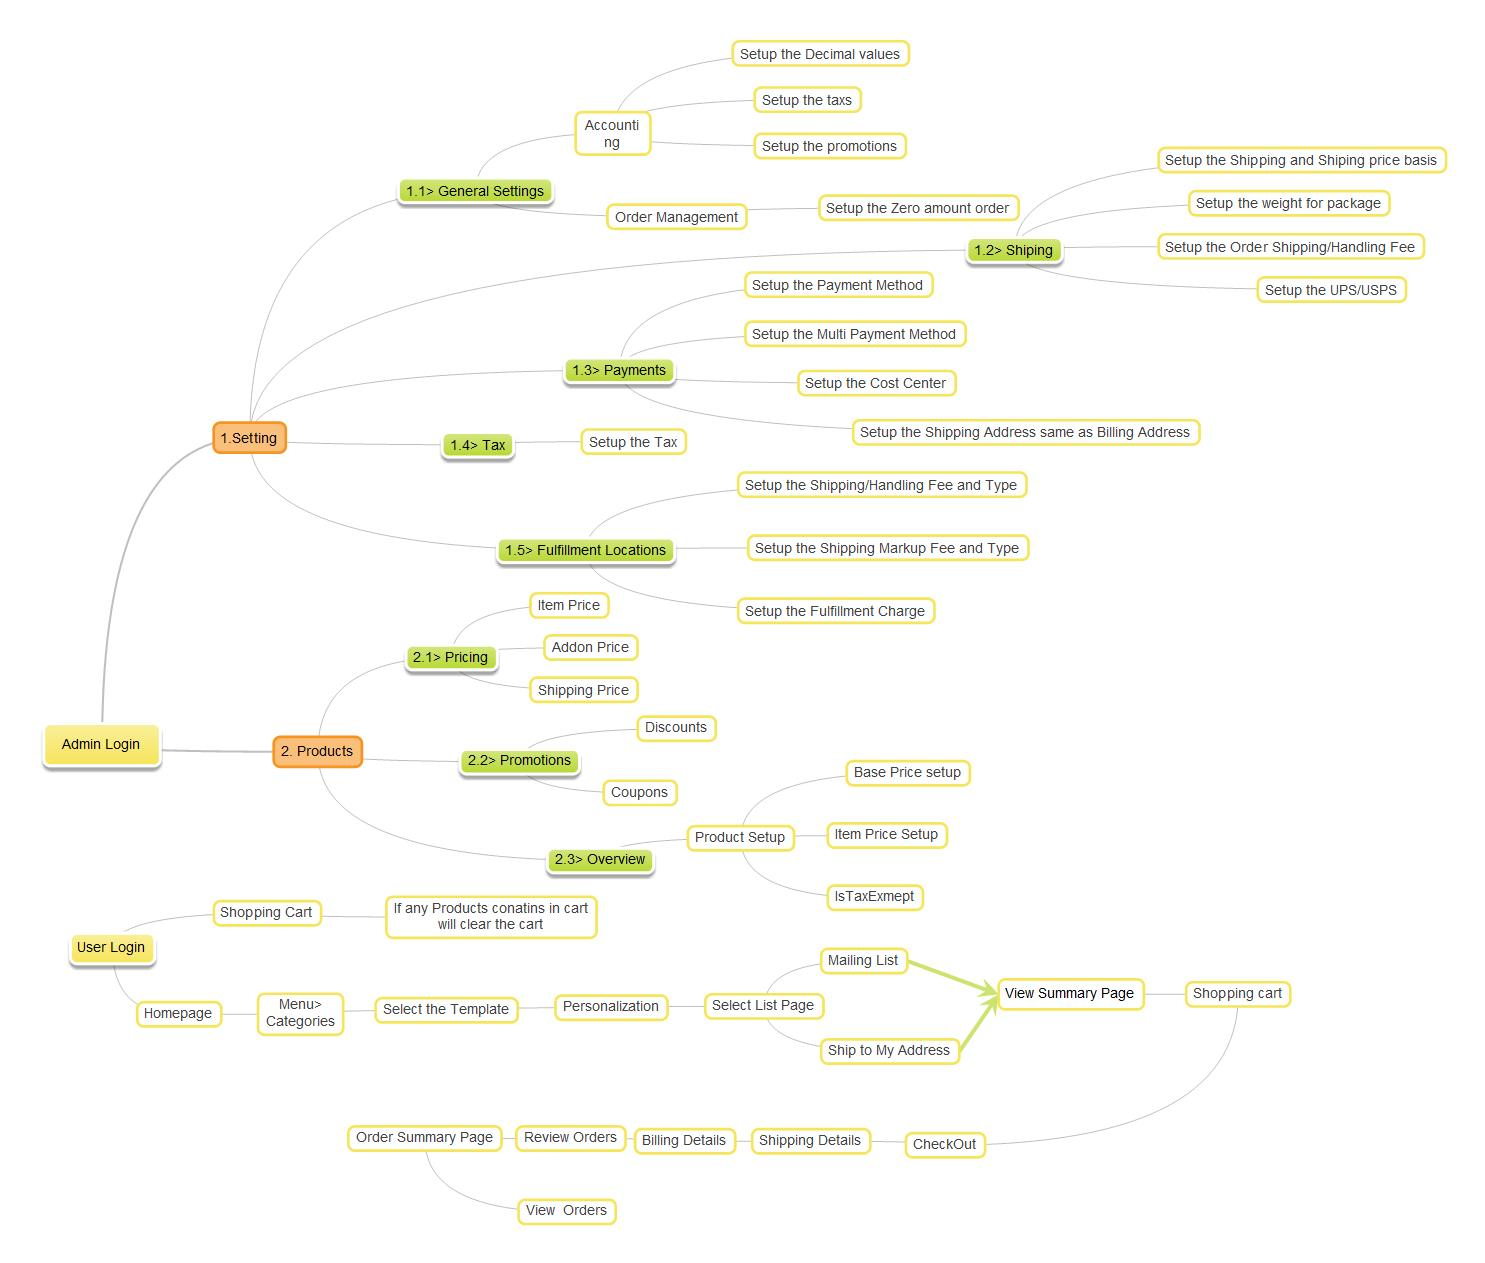 Setup the Decimal values
Setup the taxs
Accounti
ng
Setup the promotions
1.1> General Settings
Order Management
Setup the Zero amount order
Setup the Shipping and Shiping price basis
Setup the weight for package
1.2> Shiping
Setup the Order Shipping/Handling Fee
Setup the UPS/USPS
Setup the Payment Method
Setup the Multi Payment Method
1.3> Payments
Setup the Cost Center
Setup the Shipping Address same as Billing Address
1.Setting
1.4> Tax
Setup the Tax
Setup the Shipping/Handling Fee and Type
1.5> Fulfillment Locations
Setup the Shipping Markup Fee and Type
Setup the Fulfillment Charge
Item Price
2.1> Pricing
Addon Price
Shipping Price
Admin Login
2. Products
Discounts
2.2> Promotions
Coupons
Base Price setup
Product Setup
Item Price Setup
2.3> Overview
IsTaxExmept
Shopping Cart
If any Products conatins in cart
will clear the cart
User Login
Homepage
Menu>
Categories
Select the Template
Personalization
Select List Page
Mailing List
Ship to My Address
View Summary Page
Shopping cart
Order Summary Page
Review Orders
Billing Details
Shipping Details
CheckOut
View  Orders